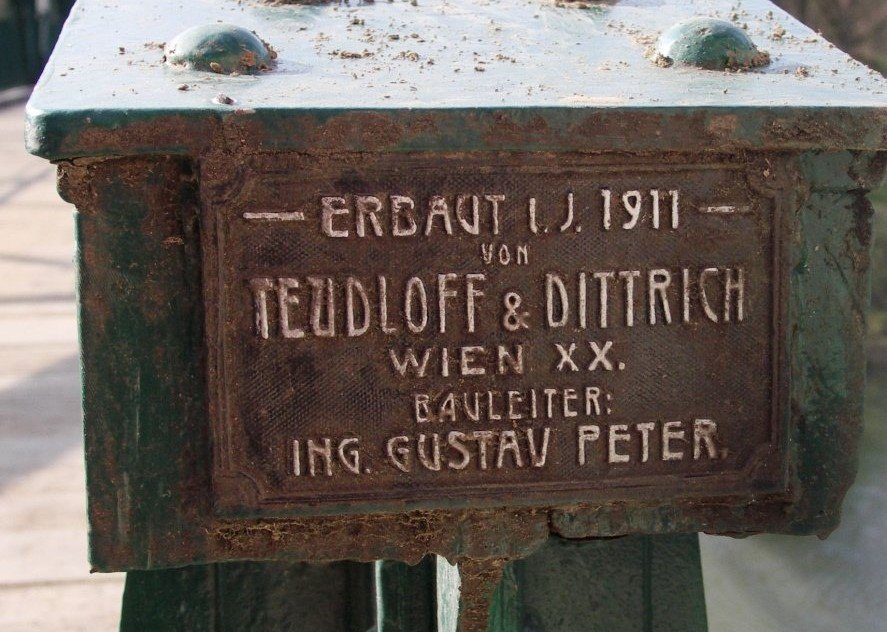 — ERBAUT I. J. 1911 —
VON
TEUDLOFF & DITTRICH
WIEN XX.
BAULEITER:
ING. GUSTAV PETER.